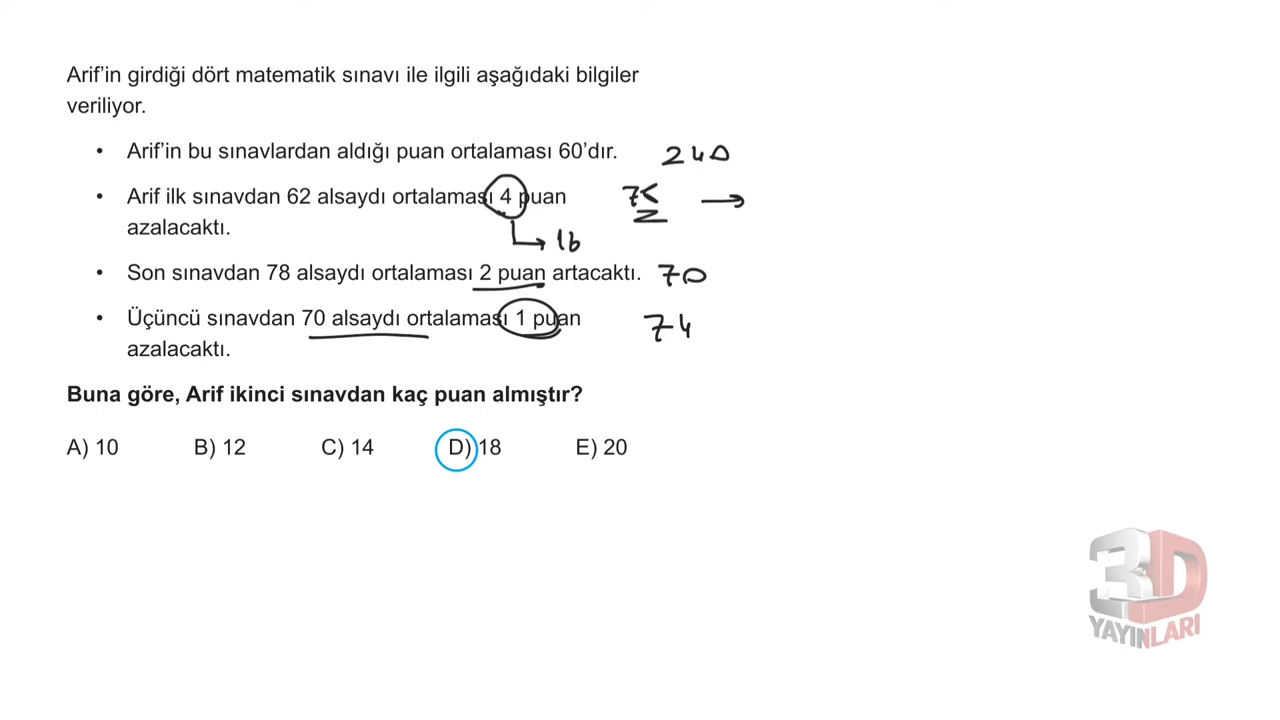 Arif'in girdiği dört matematik sınavı ile ilgili aşağıdaki bilgiler
veriliyor.
• Arif'in bu sınavlardan aldığı puan ortalaması 60'dır. 240
• Arif ilk sınavdan 62 alsaydı ortalaması 4 puan
azalacaktı.
→ 16
• Son sınavdan 78 alsaydı ortalaması 2 puan artacaktı. 70
• Üçüncü sınavdan 70 alsaydı ortalaması 1 puan 74
azalacaktı.
Buna göre, Arif ikinci sınavdan kaç puan almıştır?
A) 10 B) 12 C) 14 D) 18 E) 20
3D
YAYINLARI